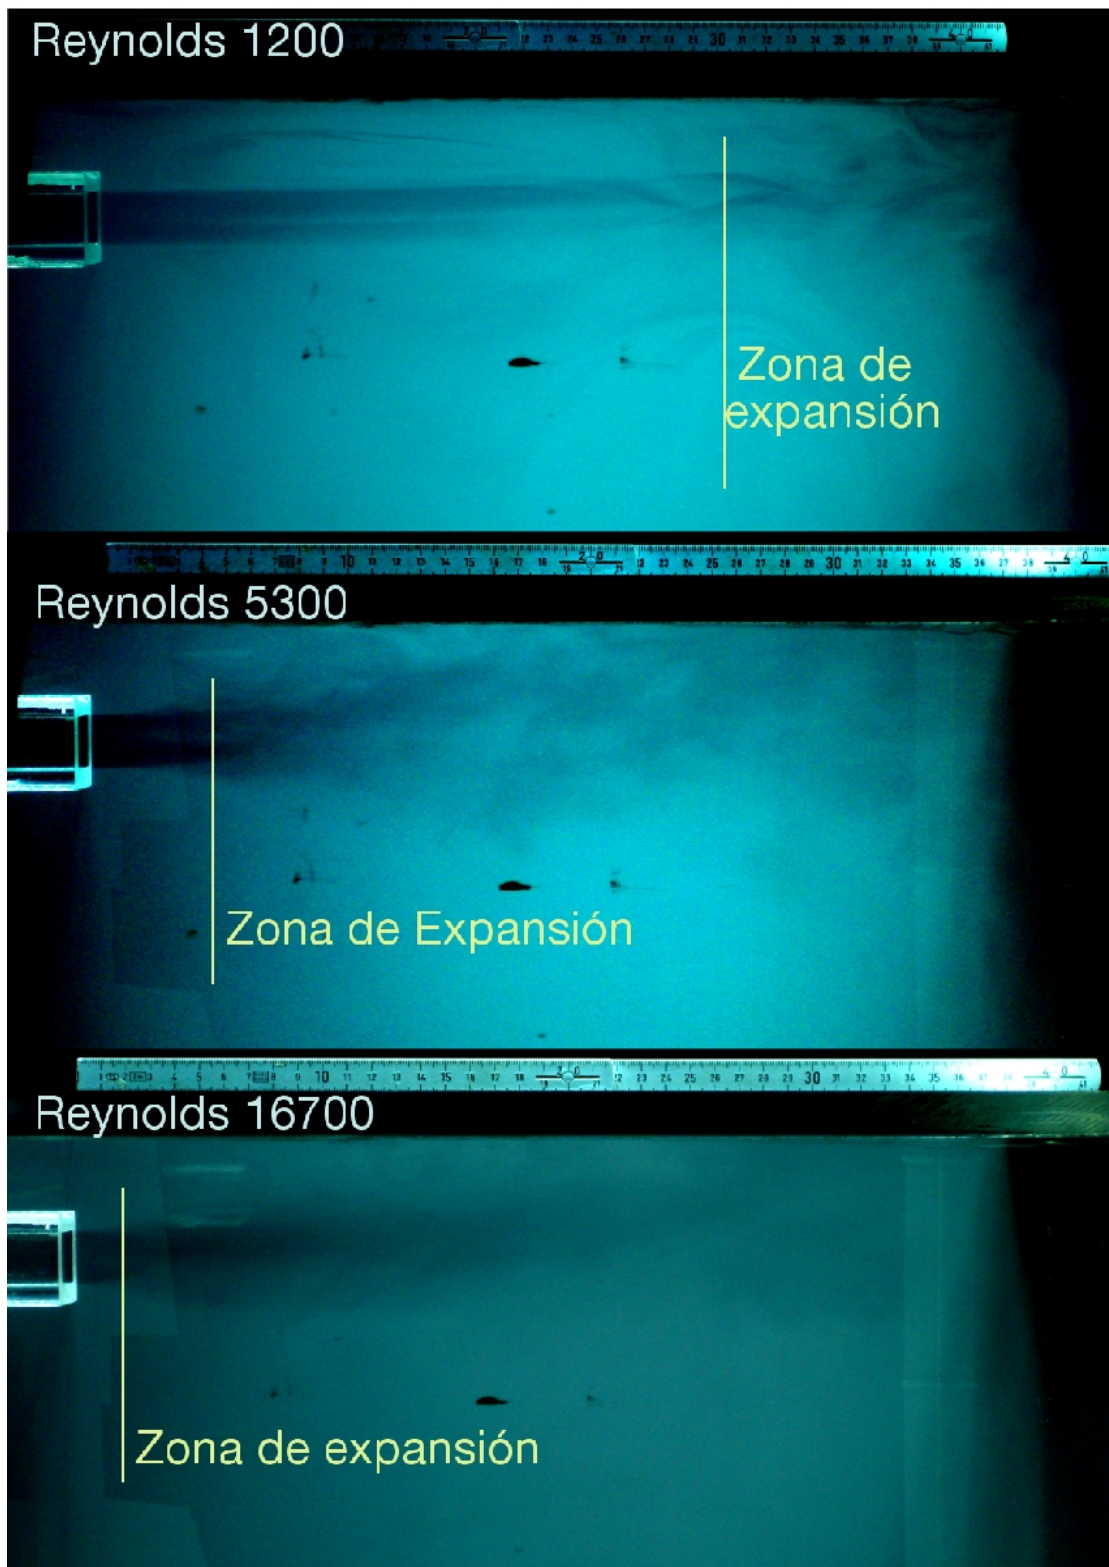 Reynolds 1200
Zona de
expansión
Reynolds 5300
Zona de Expansión
Reynolds 16700
Zona de expansión